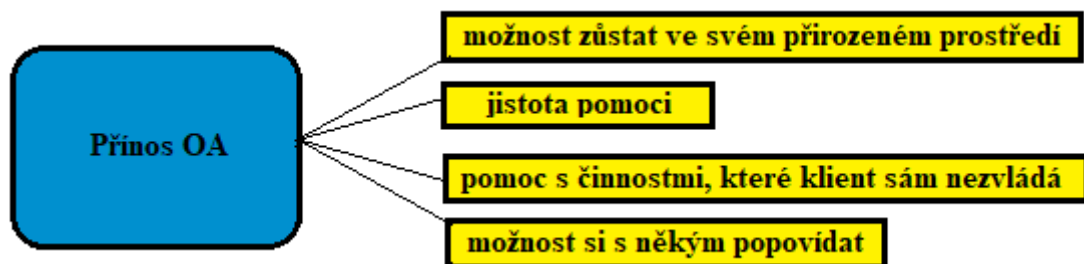 možnost zůstat ve svém přirozeném prostředí
jistota pomoci
Přínos OA
pomoc s činnostmi, které klient sám nezvládá
možnost si s někým popovídat